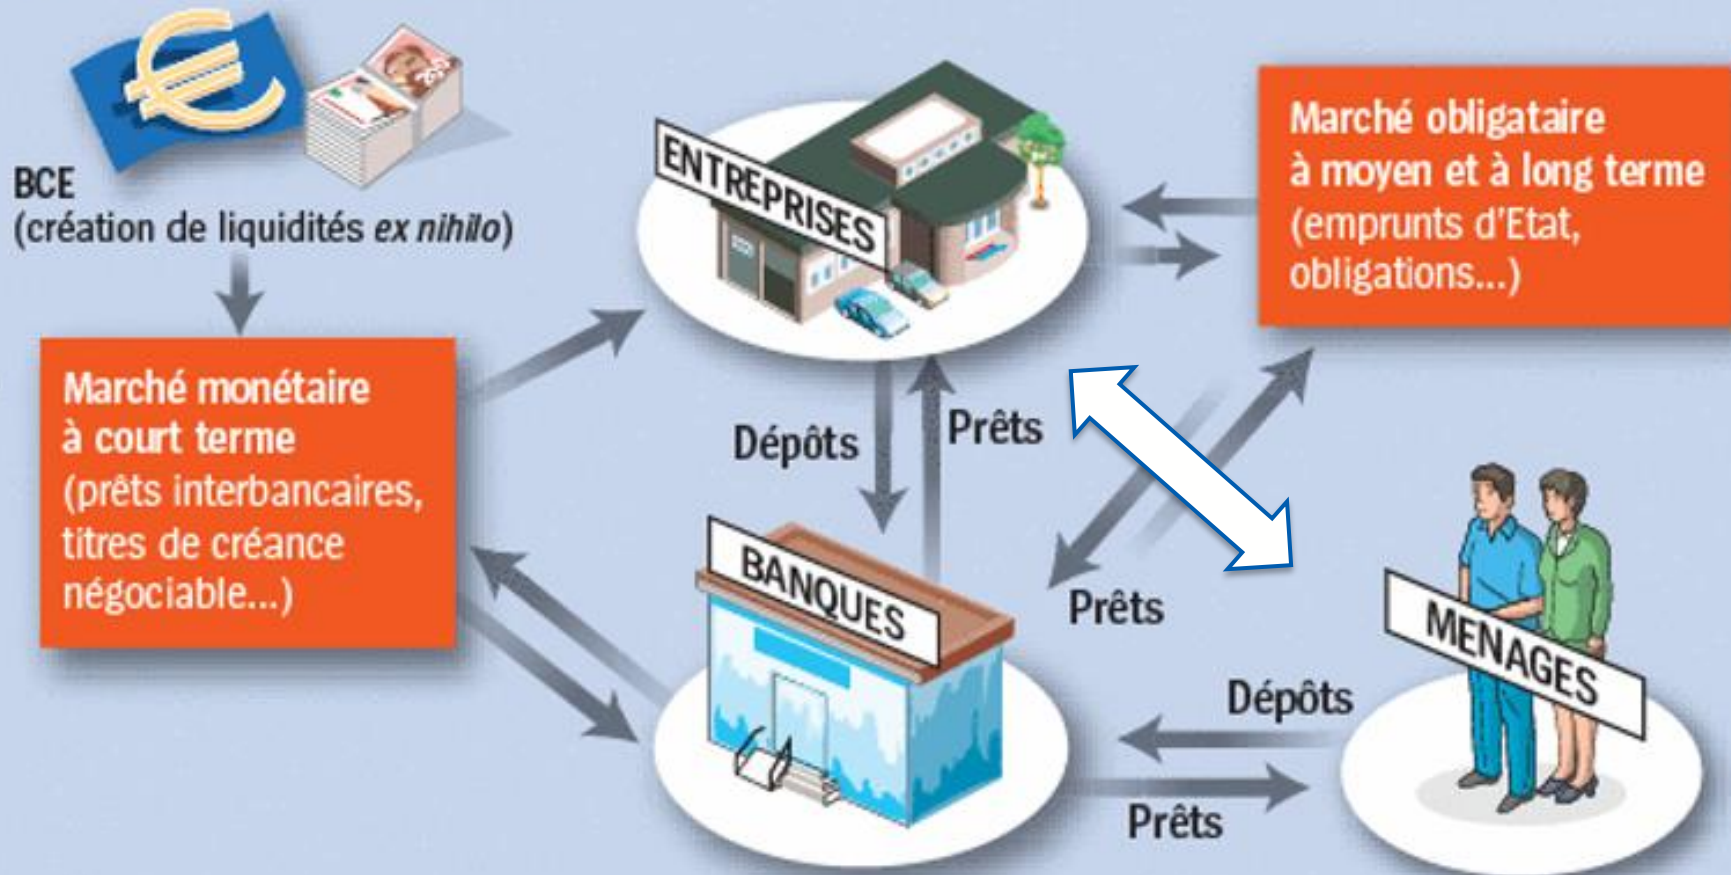 BCE
(création de liquidités ex nihilo)
Marché monétaire
à court terme
(prêts interbancaires,
titres de créance
négociable...)
ENTREPRISES
Marché obligataire
à moyen et à long terme
(emprunts d'Etat,
obligations...)
Dépôts
Prêts
BANQUES
Prêts
MENAGES
Dépôts
Prêts